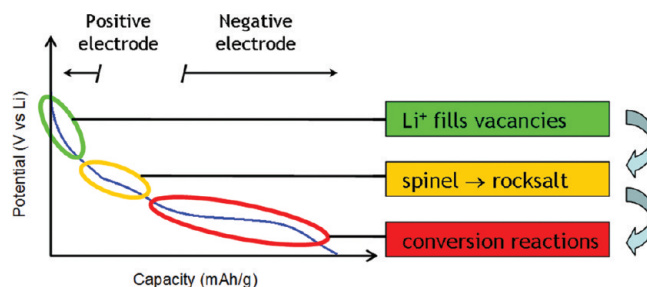 Positive
electrode
Negative
electrode
Potential (V vs Li)
Li⁺ fills vacancies
spinel → rocksalt
conversion reactions
Capacity (mAh/g)